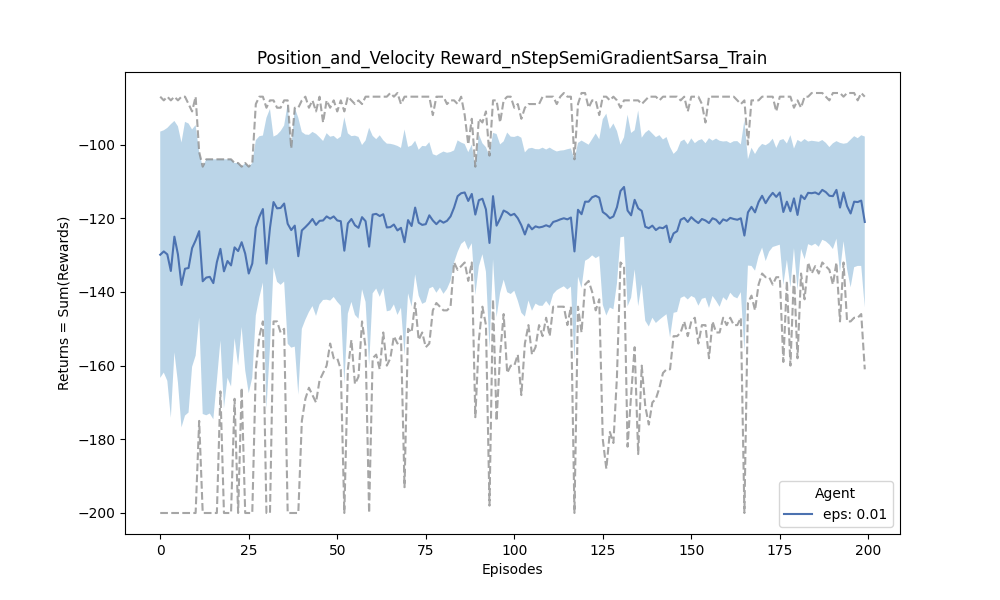 Position_and_Velocity Reward_nStepSemiGradientSarsa_Train
Returns = Sum(Rewards)
−100
−120
−140
−160
−180
−200
Agent
eps: 0.01
0 25 50 75 100 125 150 175 200
Episodes